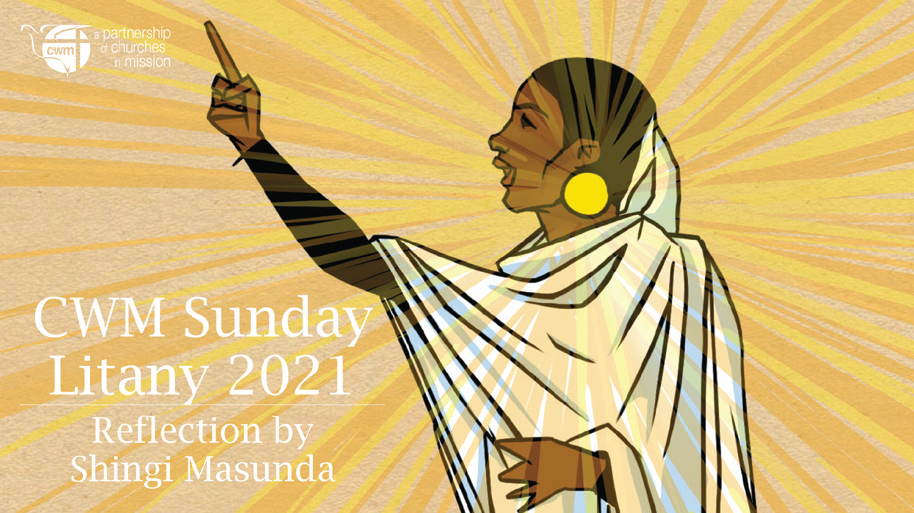 cwm
a partnership
of churches
in mission
CWM Sunday
Litany 2021
Reflection by
Shingi Masunda